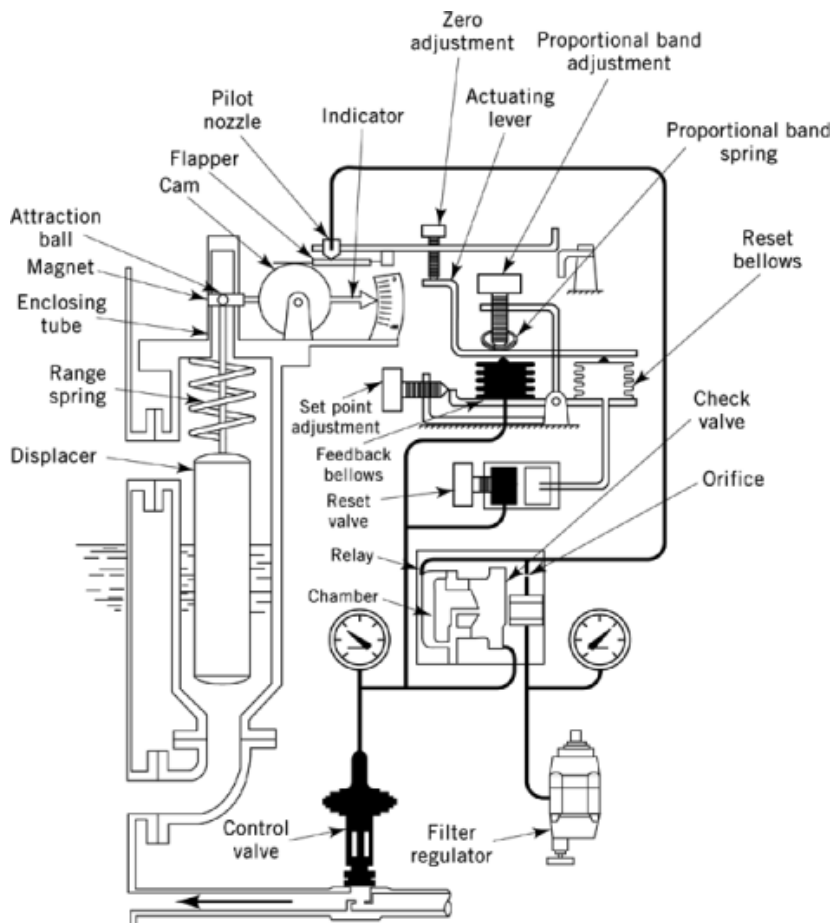 Zero
adjustment
Proportional band
adjustment
Pilot
nozzle
Indicator
Actuating
lever
Proportional band
spring
Flapper
Cam
Attraction
ball
Magnet
Enclosing
tube
Reset
bellows
Range
spring
Set point
adjustment
Check
valve
Displacer
Feedback
bellows
Orifice
Reset
valve
Relay
Chamber
Control
valve
Filter
regulator